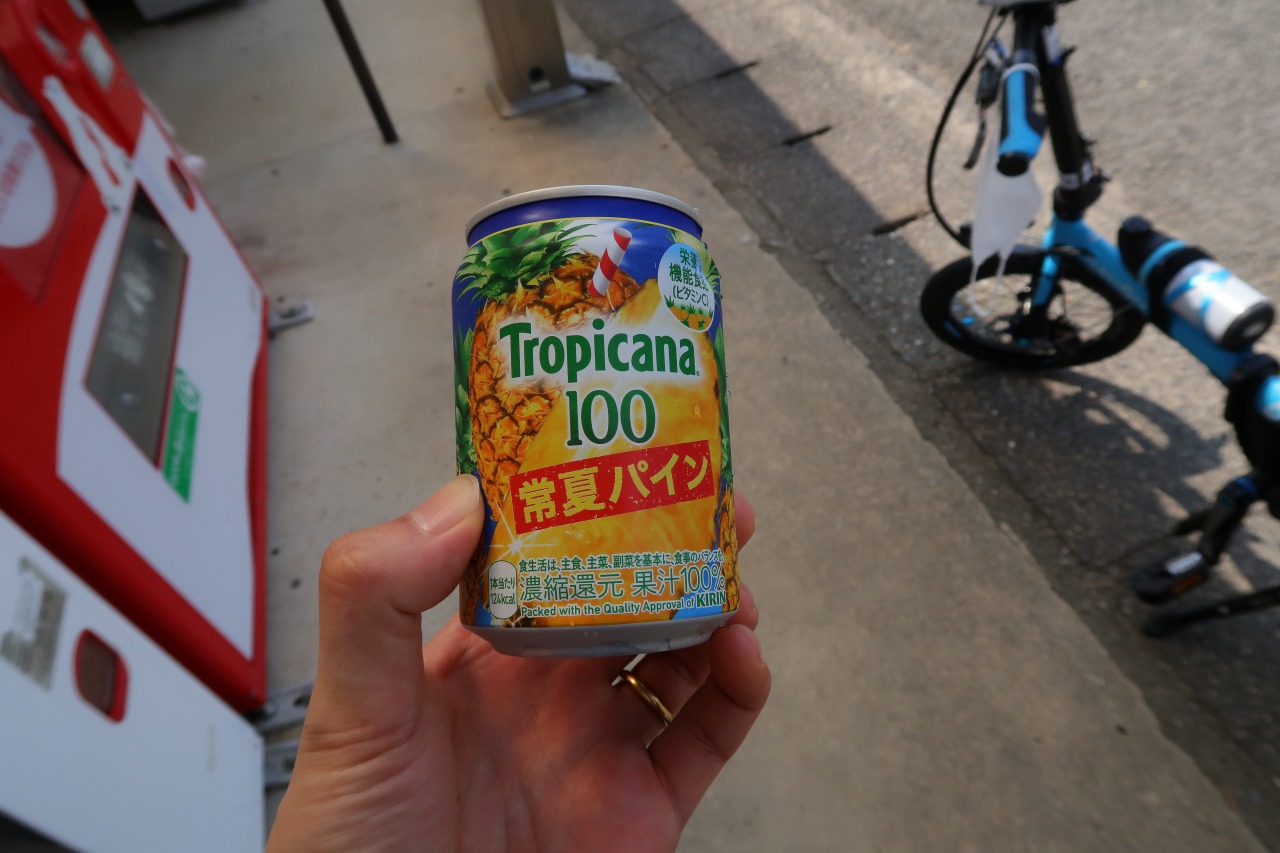 栄養
機能食品
(ビタミンC)
Tropicana
100
常夏パイン
食生活は、主食、主菜、副菜を基本に、食事のバランスを
1本当たり
124kcal
濃縮還元 果汁100%
Packed with the Quality Approval of KIRIN